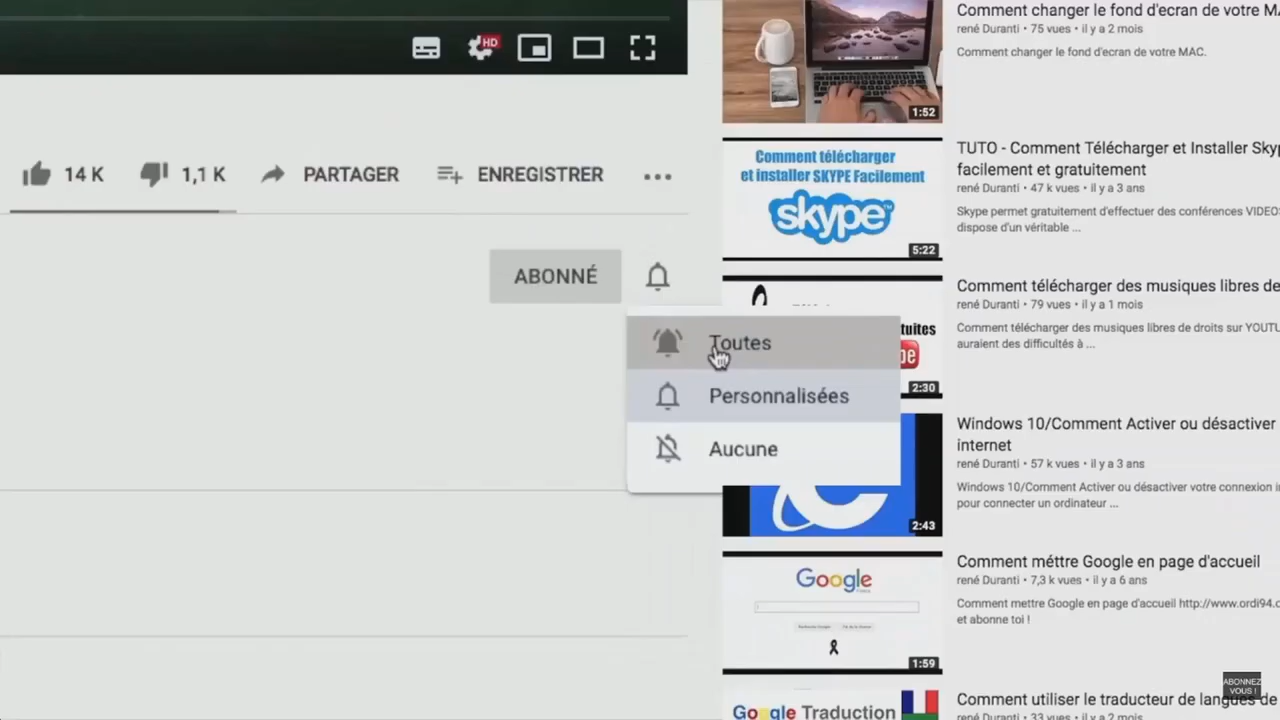 HD
14 K
1,1 K
PARTAGER
ENREGISTRER
ABONNÉ
Toutes
Personnalisées
Aucune
1:52
Comment changer le fond d'ecran de votre
rené Duranti • 75 vues • il y a 2 mois
Comment changer le fond d'ecran de votre MAC.
Comment télécharger
et installer SKYPE Facilement
skype
5:22
TUTO - Comment Télécharger et Installer
facilement et gratuitement
rené Duranti • 47 k vues • il y a 3 ans
Skype permet gratuitement d'effectuer des conférences
dispose d'un véritable ...
2:30
Comment télécharger des musiques libres de
rené Duranti • 79 vues • il y a 1 mois
Comment télécharger des musiques libres de droits sur
auraient des difficultés à ...
2:43
Windows 10/Comment Activer ou désactiver
internet
rené Duranti • 57 k vues • il y a 3 ans
Windows 10/Comment Activer ou désactiver votre connexion
pour connecter un ordinateur ...
Google
1:59
Comment méttre Google en page d'accueil
rené Duranti • 7,3 k vues • il y a 6 ans
Comment mettre Google en page d'accueil
et abonne toi !
Google Traduction
Comment utiliser le traducteur de langues de
rené Duranti • 33 vues • il y a 2 mois
ABONNEZ
VOUS !